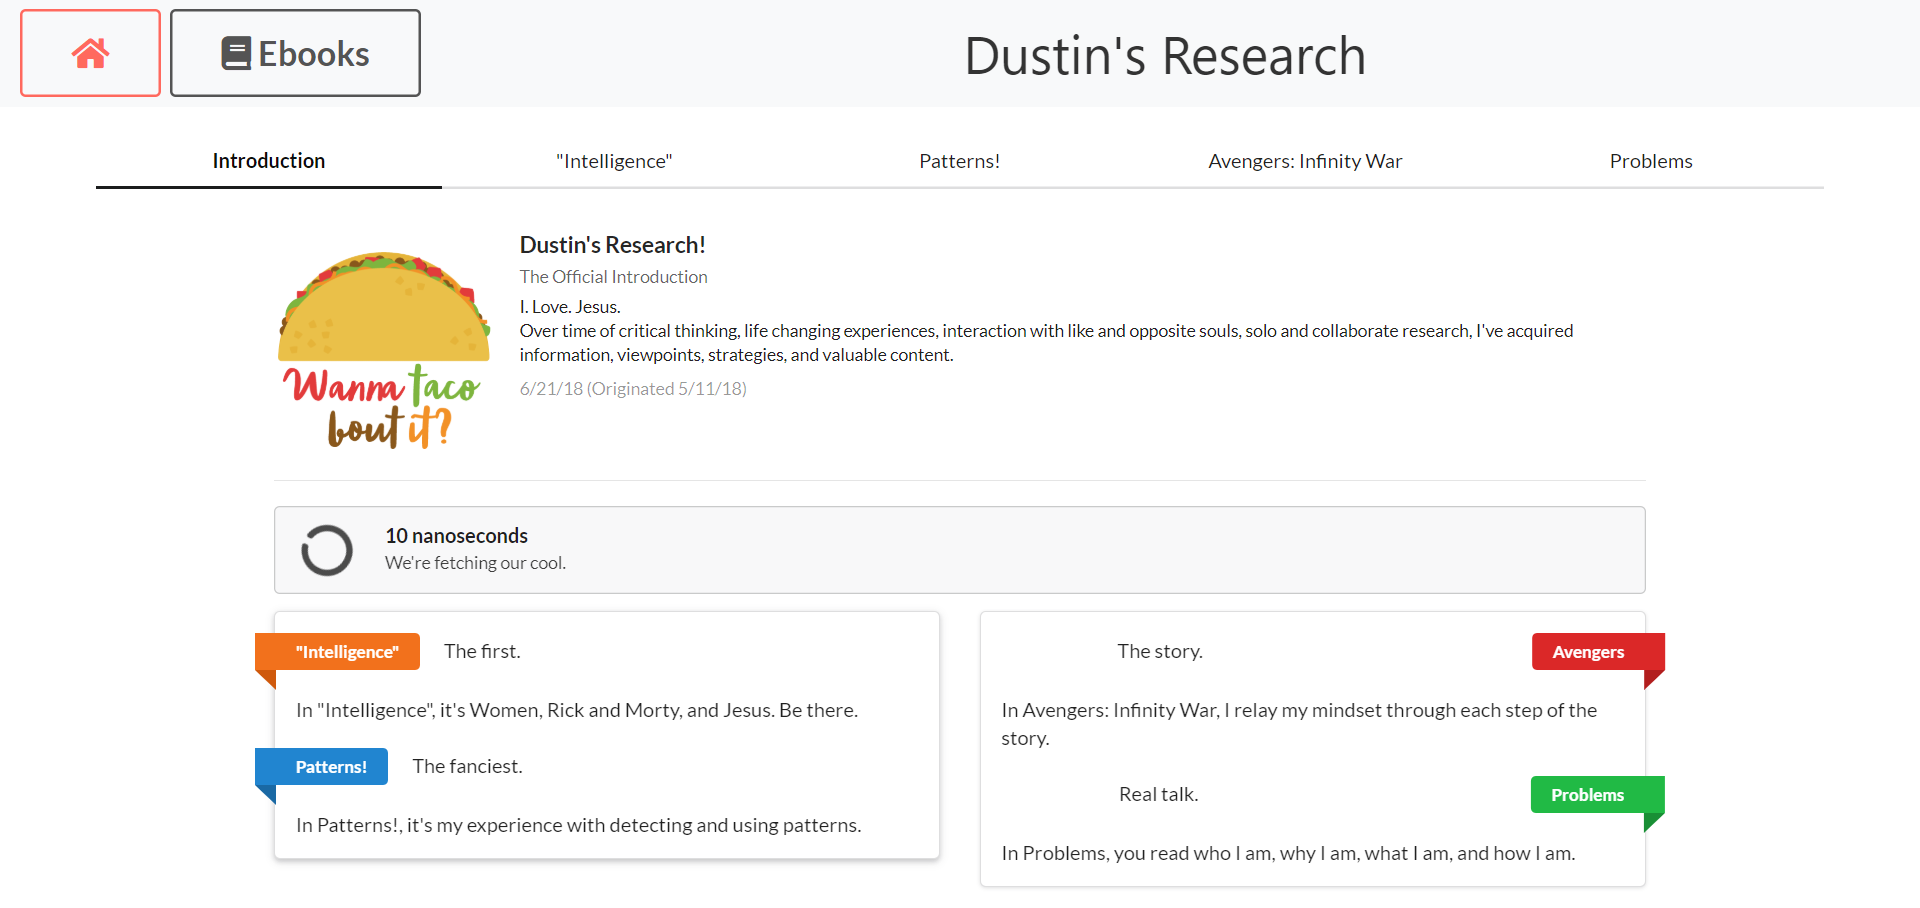 Ebooks
Dustin's Research
Introduction
"Intelligence"
Patterns!
Avengers: Infinity War
Problems
Wanna taco
bout it?
Dustin's Research!
The Official Introduction
I. Love. Jesus.
Over time of critical thinking, life changing experiences, interaction with like and opposite souls, solo and collaborate research, I've acquired
information, viewpoints, strategies, and valuable content.
6/21/18 (Originated 5/11/18)
10 nanoseconds
We're fetching our cool.
"Intelligence" The first.
In "Intelligence", it's Women, Rick and Morty, and Jesus. Be there.
Patterns! The fanciest.
In Patterns!, it's my experience with detecting and using patterns.
The story. Avengers
In Avengers: Infinity War, I relay my mindset through each step of the
story.
Real talk. Problems
In Problems, you read who I am, why I am, what I am, and how I am.